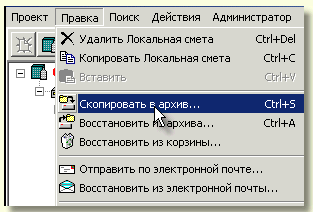 Проект Правка Поиск Действия Администратор
Удалить Локальная смета Ctrl+Del
Копировать Локальная смета Ctrl+C
Вставить Ctrl+V
Скопировать в архив... Ctrl+S
Восстановить из архива... Ctrl+A
Восстановить из корзины...
Отправить по электронной почте...
Восстановить из электронной почты...